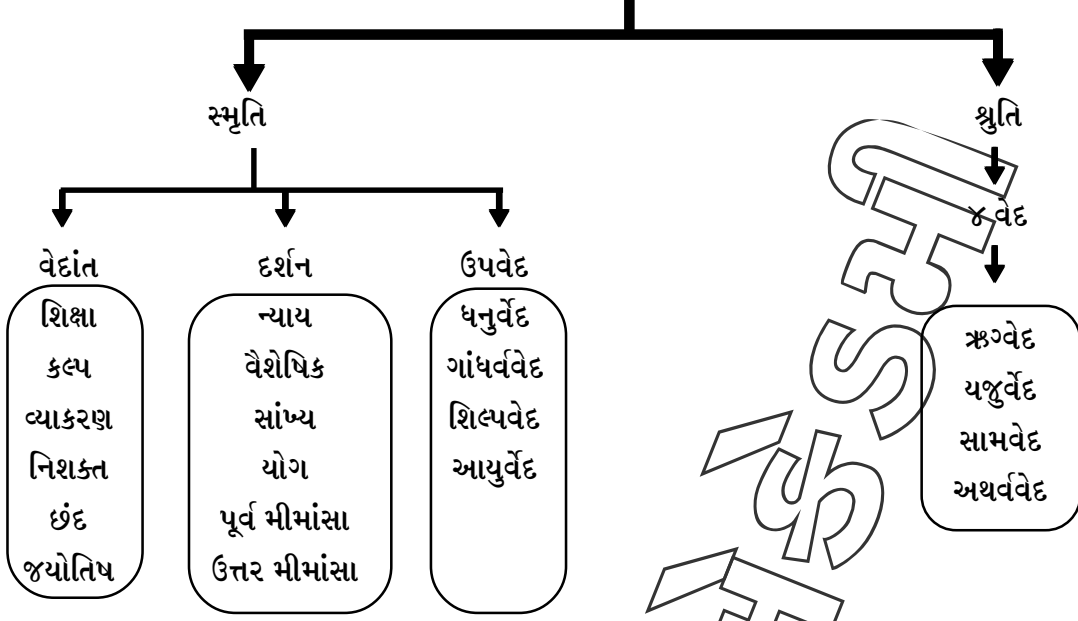 સ્મૃતિ
શ્રુતિ
૪ વેદ
વેદાંત
શિક્ષા
કલ્પ
વ્યાકરણ
નિશક્ત
છંદ
જયોતિષ
દર્શન
ન્યાય
વૈશેષિક
સાંખ્ય
યોગ
પૂર્વ મીમાંસા
ઉત્તર મીમાંસા
ઉપવેદ
ધનુર્વેદ
ગાંધર્વવેદ
શિલ્પવેદ
આયુર્વેદ
ઋગ્વેદ
યજુર્વેદ
સામવેદ
અથર્વવેદ